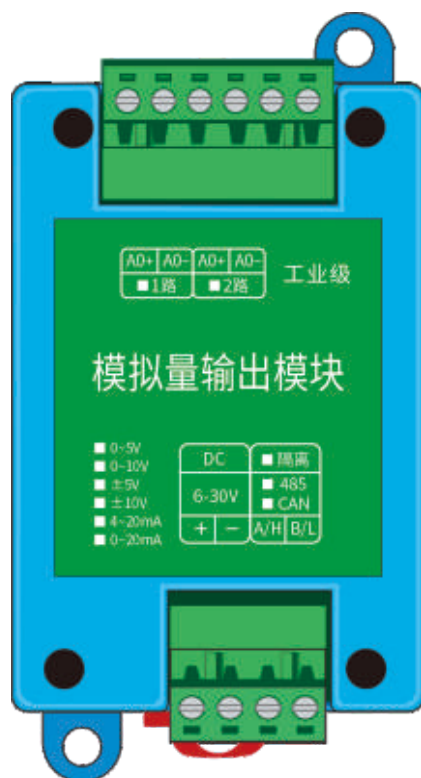 A0+ A0- A0+ A0-
■1路 ■2路
工业级
模拟量输出模块
■0~5V
■0~10V
■±5V
■±10V
■4~20mA
■0~20mA
DC ■隔离
6-30V ■485
■CAN
+ - A/H B/L